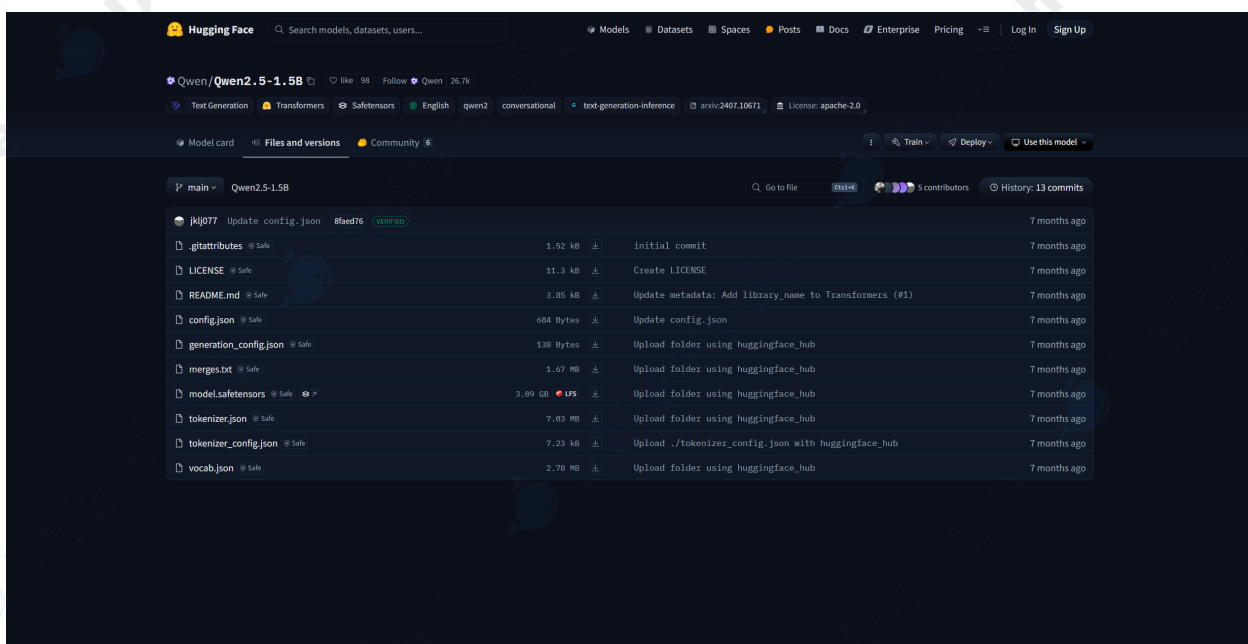 Hugging Face Search models, datasets, users... Models Datasets Spaces Posts Docs Enterprise Pricing Log In Sign Up
Qwen/Qwen2.5-1.5B like 98 Follow Qwen 26.7k
Text Generation Transformers Safetensors English qwen2 conversational text-generation-inference arxiv:2407.10671 License: apache-2.0
Model card Files and versions Community 6 Train Deploy Use this model
main Qwen2.5-1.5B Go to file Ctrl+K 5 contributors History: 13 commits
jklj077 Update config.json 8faed76 VERIFIED 7 months ago
.gitattributes Safe 1.52 kB initial commit 7 months ago
LICENSE Safe 11.3 kB Create LICENSE 7 months ago
README.md Safe 3.85 kB Update metadata: Add library_name to Transformers (#1) 7 months ago
config.json Safe 684 Bytes Update config.json 7 months ago
generation_config.json Safe 138 Bytes Upload folder using huggingface_hub 7 months ago
merges.txt Safe 1.67 MB Upload folder using huggingface_hub 7 months ago
model.safetensors Safe 3.09 GB LFS Upload folder using huggingface_hub 7 months ago
tokenizer.json Safe 7.03 MB Upload folder using huggingface_hub 7 months ago
tokenizer_config.json Safe 7.23 kB Upload ./tokenizer_config.json with huggingface_hub 7 months ago
vocab.json Safe 2.78 MB Upload folder using huggingface_hub 7 months ago